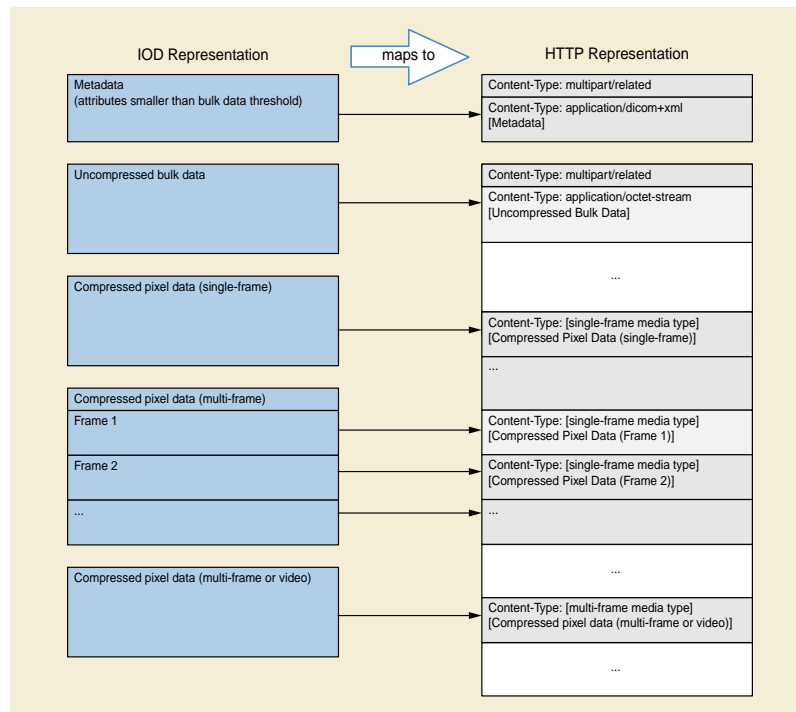 IOD Representation
maps to
HTTP Representation
Metadata
(attributes smaller than bulk data threshold)
Content-Type: multipart/related
Content-Type: application/dicom+xml
[Metadata]
Uncompressed bulk data
Content-Type: multipart/related
Content-Type: application/octet-stream
[Uncompressed Bulk Data]
...
Compressed pixel data (single-frame)
Content-Type: [single-frame media type]
[Compressed Pixel Data (single-frame)]
...
Compressed pixel data (multi-frame)
Frame 1
Content-Type: [single-frame media type]
[Compressed Pixel Data (Frame 1)]
Frame 2
Content-Type: [single-frame media type]
[Compressed Pixel Data (Frame 2)]
...
...
...
Compressed pixel data (multi-frame or video)
Content-Type: [multi-frame media type]
[Compressed pixel data (multi-frame or video)]
...